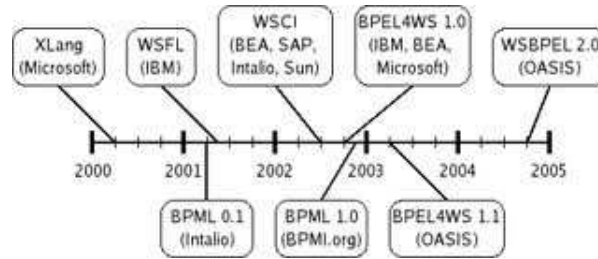 XLang
(Microsoft)
WSFL
(IBM)
WSCI
(BEA, SAP,
Intalio, Sun)
BPEL4WS 1.0
(IBM, BEA,
Microsoft)
WSBPEL 2.0
(OASIS)
2000
2001
2002
2003
2004
2005
BPML 0.1
(Intalio)
BPML 1.0
(BPMI.org)
BPEL4WS 1.1
(OASIS)